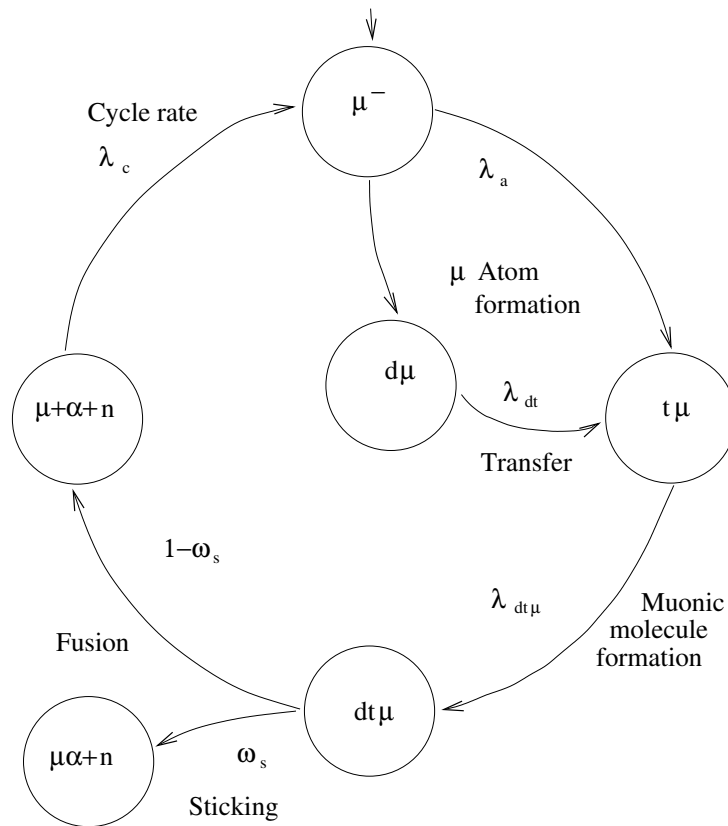 μ⁻
Cycle rate
λ c
λ a
μ Atom
formation
dμ
λ dt
tμ
μ+α+n
Transfer
1−ω s
λ dtμ
Muonic
molecule
formation
Fusion
dtμ
μα+n
ω s
Sticking